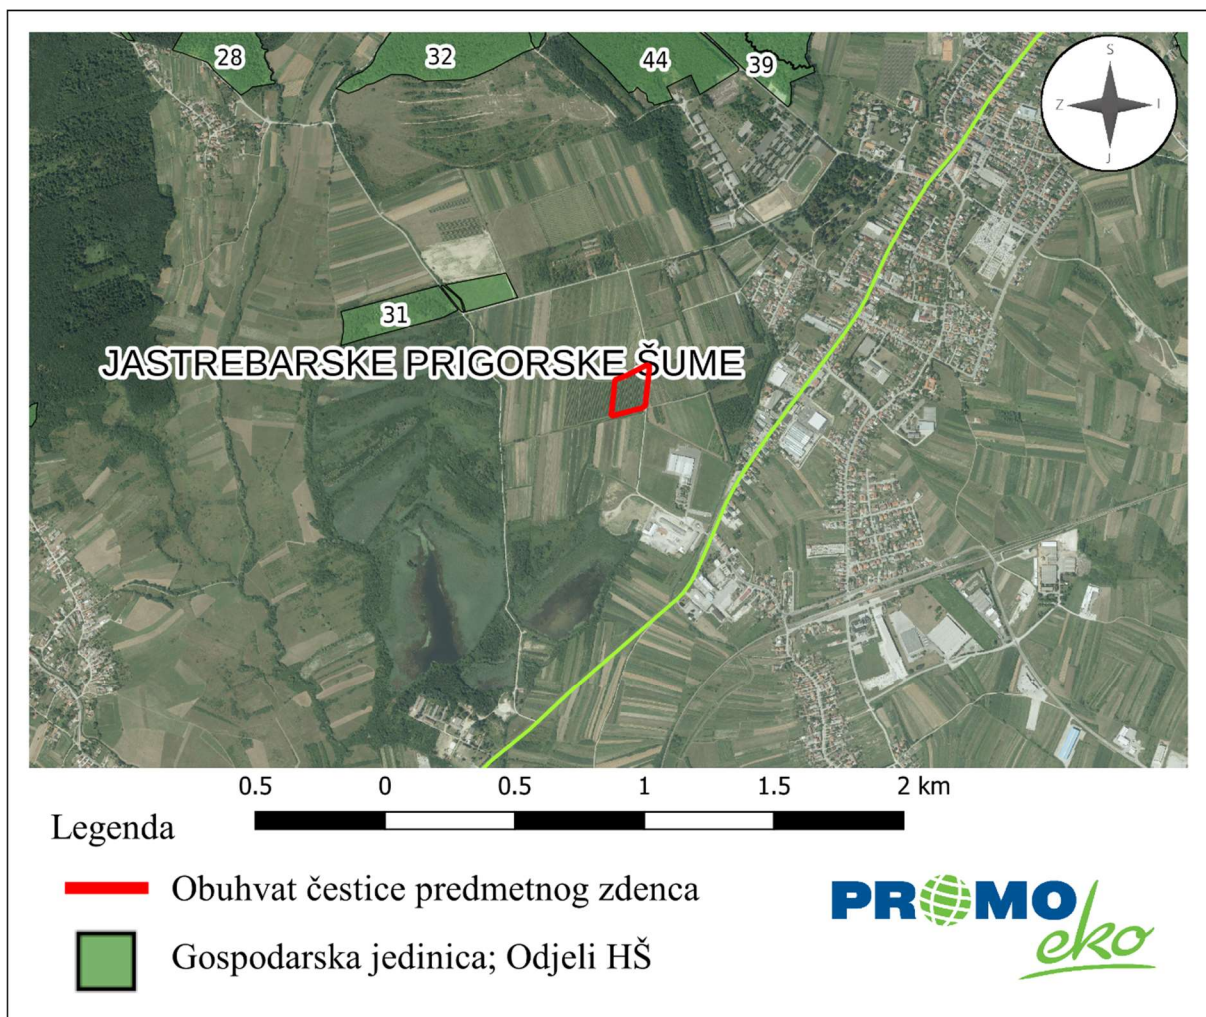 28
32
44
39
S
Z
I
J
31
JASTREBARSKE PRIGORSKE ŠUME
0.5 0 0.5 1 1.5 2 km
Legenda
Obuhvat čestice predmetnog zdenca
Gospodarska jedinica; Odjeli HŠ
PROMO
eko